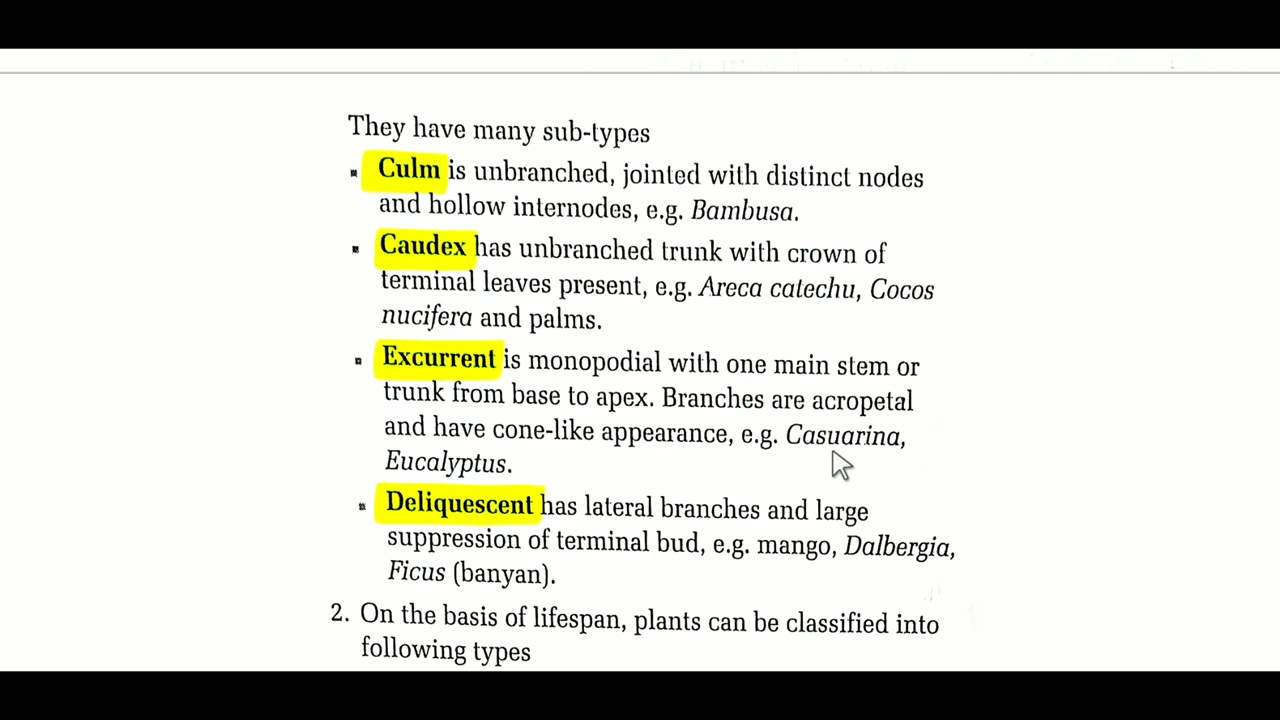 They have many sub-types
▪ Culm is unbranched, jointed with distinct nodes
and hollow internodes, e.g. Bambusa.
▪ Caudex has unbranched trunk with crown of
terminal leaves present, e.g. Areca catechu, Cocos
nucifera and palms.
▪ Excurrent is monopodial with one main stem or
trunk from base to apex. Branches are acropetal
and have cone-like appearance, e.g. Casuarina,
Eucalyptus.
▪ Deliquescent has lateral branches and large
suppression of terminal bud, e.g. mango, Dalbergia,
Ficus (banyan).
2. On the basis of lifespan, plants can be classified into
following types